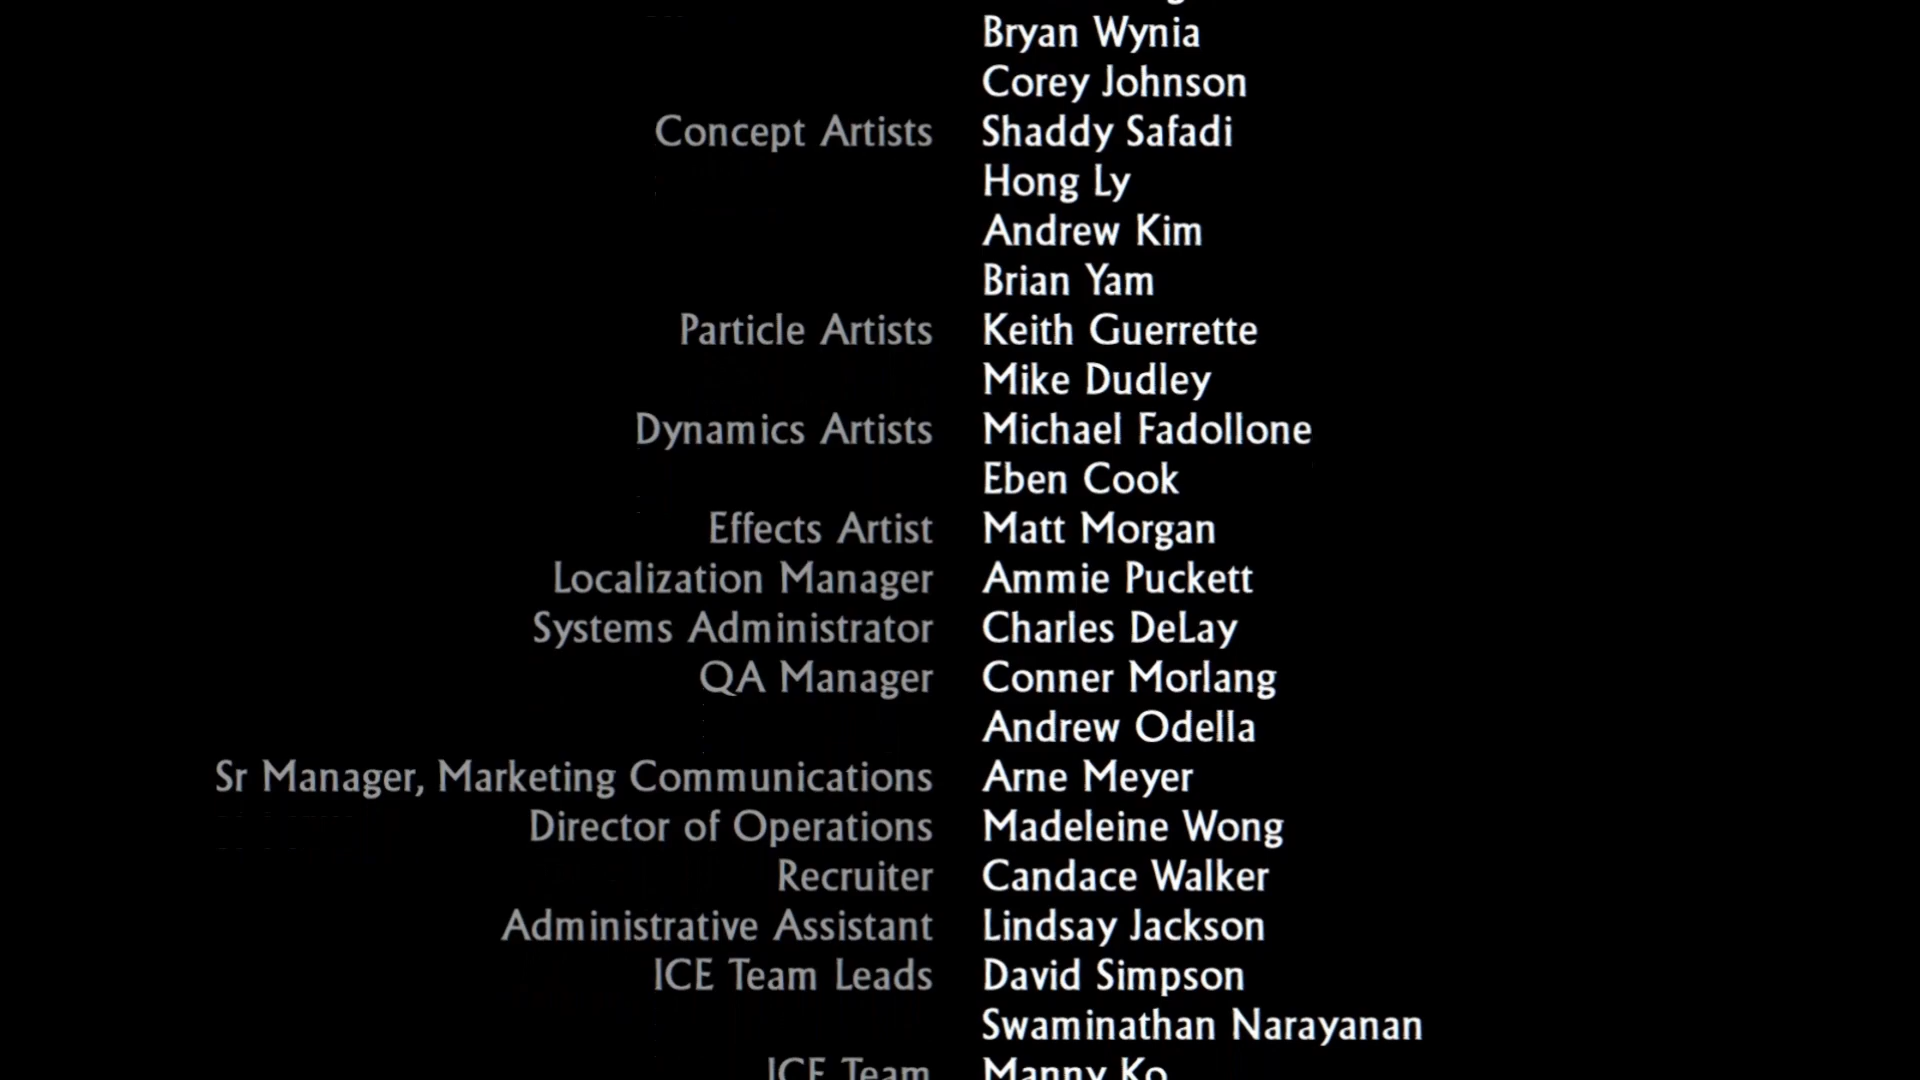 Bryan Wynia
Corey Johnson
Concept Artists Shaddy Safadi
Hong Ly
Andrew Kim
Brian Yam
Particle Artists Keith Guerrette
Mike Dudley
Dynamics Artists Michael Fadollone
Eben Cook
Effects Artist Matt Morgan
Localization Manager Ammie Puckett
Systems Administrator Charles DeLay
QA Manager Conner Morlang
Andrew Odella
Sr Manager, Marketing Communications Arne Meyer
Director of Operations Madeleine Wong
Recruiter Candace Walker
Administrative Assistant Lindsay Jackson
ICE Team Leads David Simpson
Swaminathan Narayanan
ICE Team Manny Ko